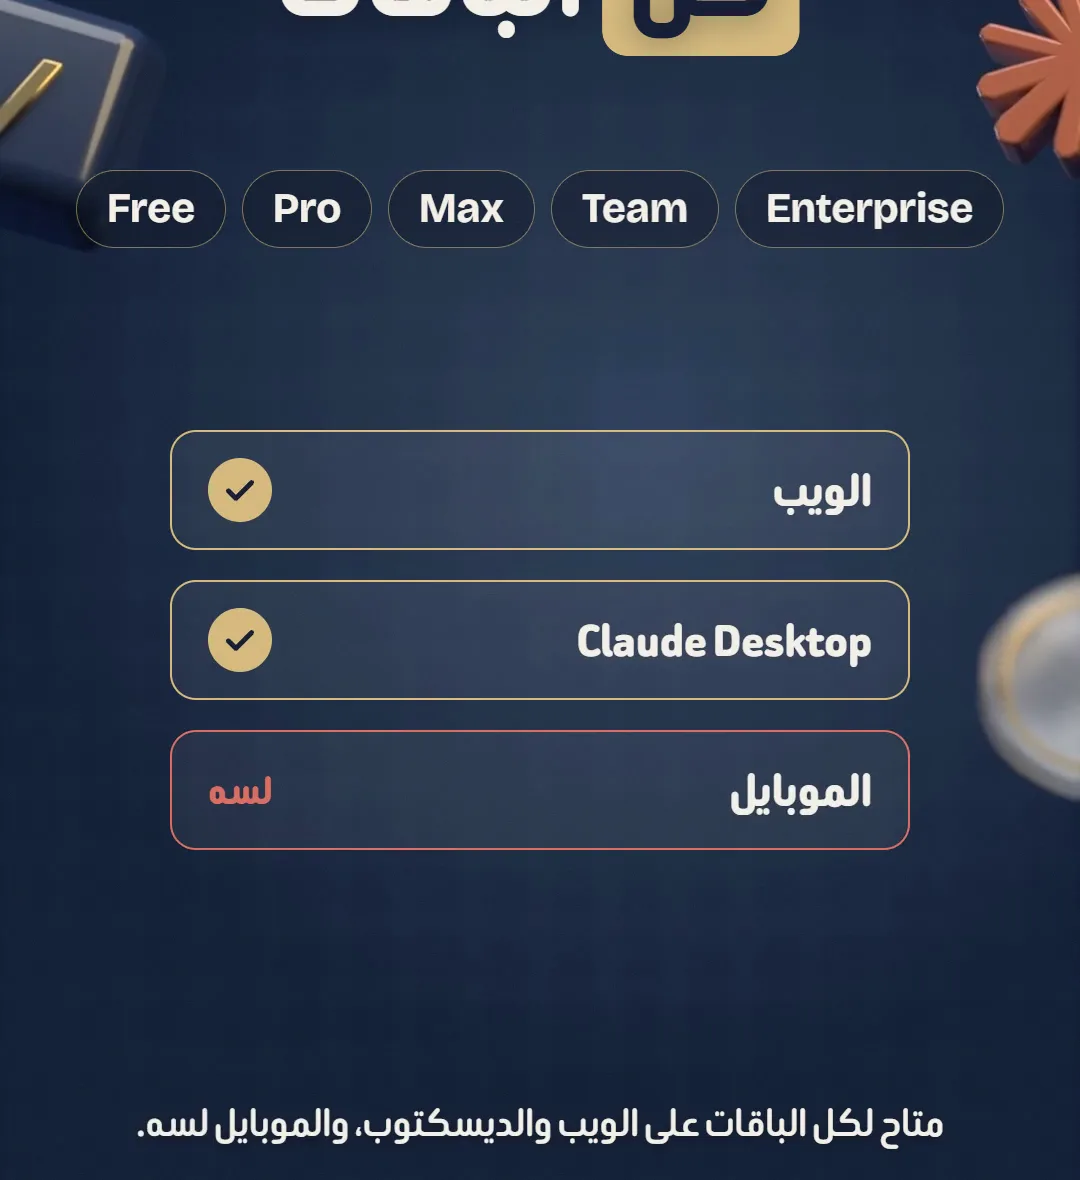 Free Pro Max Team Enterprise
الويب
Claude Desktop
الموبايل لسه
متاح لكل الباقات على الويب والديسكتوب، والموبايل لسه.